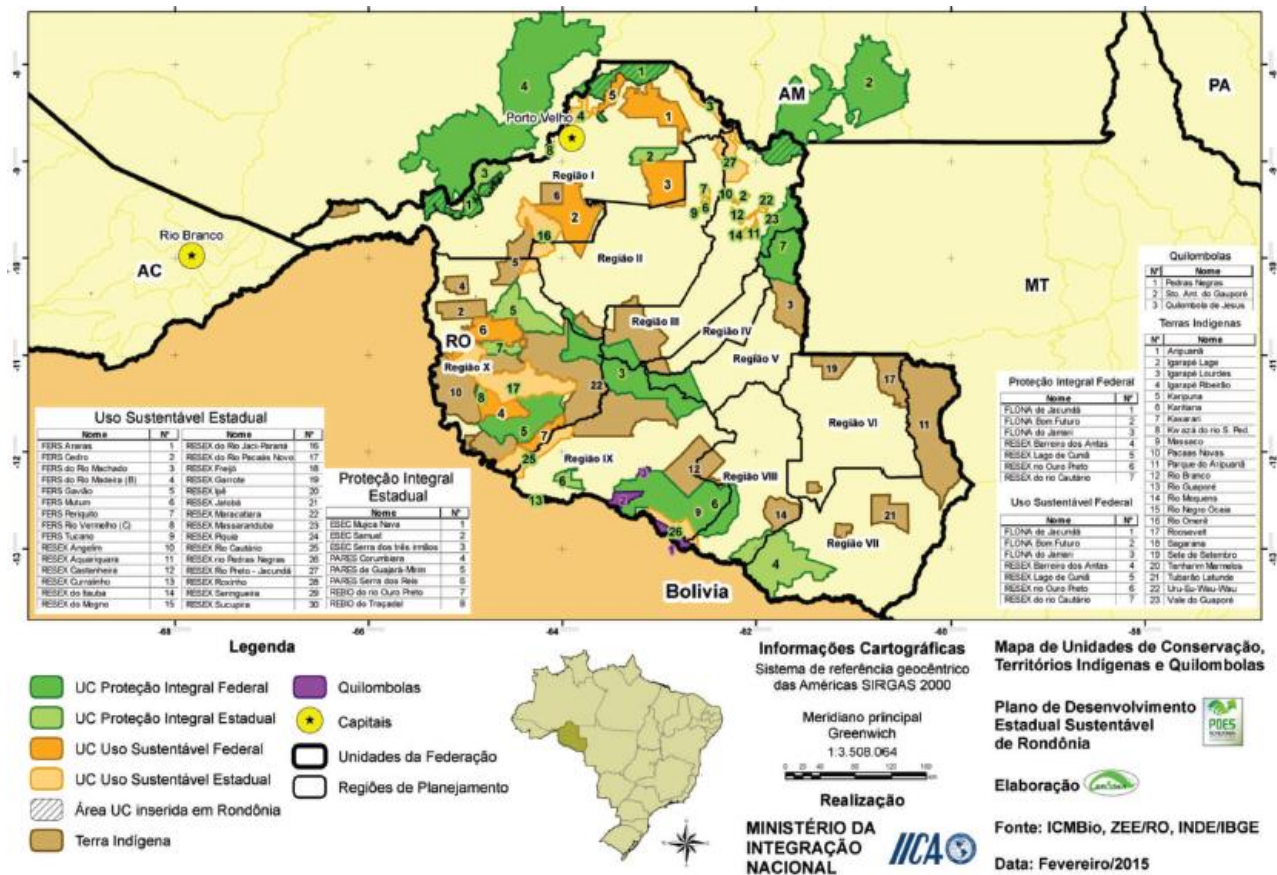 AM
PA
Porto Velho
Região I
Rio Branco
AC
Região II
MT
Região III
RO
Região IV
Região V
Região X
Região VI
Região IX
Região VIII
Região VII
Bolívia
-68
-66
-64
-62
-60
-58
Quilombolas
Nº Nome
1 Pedras Negras
2 Sto. Ant. do Gauporé
3 Quilombola de Jesus
Terras Indígenas
Nº Nome
1 Aripuanã
2 Igarapé Lage
3 Igarapé Lourdes
4 Igarapé Ribeirão
5 Karipuna
6 Karitiana
7 Kaxarari
8 Kwazá do rio S. Ped.
9 Massaco
10 Pacaas Novas
11 Parque do Aripuanã
12 Rio Branco
13 Rio Guaporé
14 Rio Mequens
15 Rio Negro Ocaia
16 Rio Omerê
17 Roosevelt
18 Sagarana
19 Sete de Setembro
20 Tenharim Marmelos
21 Tubarão Latunde
22 Uru-Eu-Wau-Wau
23 Vale do Guaporé
Proteção Integral Federal
Nome Nº
FLONA de Jacundá 1
FLONA Bom Futuro 2
FLONA do Jamari 3
RESEX Barreiro das Antas 4
RESEX Lago de Cuniã 5
RESEX rio Ouro Preto 6
RESEX do rio Cautário 7
Uso Sustentável Federal
Nome Nº
FLONA de Jacundá 1
FLONA Bom Futuro 2
FLONA do Jamari 3
RESEX Barreiro das Antas 4
RESEX Lago de Cuniã 5
RESEX rio Ouro Preto 6
RESEX do rio Cautário 7
Uso Sustentável Estadual
Nome Nº Nome Nº
FERS Araras 1 RESEX do Rio Jaci-Paraná 16
FERS Cedro 2 RESEX do Rio Pacaás Novo 17
FERS do Rio Machado 3 RESEX Freijó 18
FERS do Rio Madeira (B) 4 RESEX Garrote 19
FERS Gavião 5 RESEX Ipê 20
FERS Mutum 6 RESEX Jatobá 21
FERS Periquito 7 RESEX Maracatiara 22
FERS Rio Vermelho (C) 8 RESEX Massaranduba 23
FERS Tucano 9 RESEX Piquia 24
RESEX Angelim 10 RESEX Rio Cautário 25
RESEX Aquariquara 11 RESEX rio Pedras Negras 26
RESEX Castanheira 12 RESEX Rio Preto - Jacundá 27
RESEX Curralinho 13 RESEX Roxinho 28
RESEX do Itauba 14 RESEX Seringueira 29
RESEX do Mogno 15 RESEX Sucupira 30
Proteção Integral
Estadual
Nome Nº
ESEC Mujica Nava 1
ESEC Samuel 2
ESEC Serra dos três irmãos 3
PARES Corumbiara 4
PARES de Guajará-Mirim 5
PARES Serra dos Reis 6
REBIO do rio Ouro Preto 7
REBIO do Traçadal 8
Legenda
UC Proteção Integral Federal
UC Proteção Integral Estadual
UC Uso Sustentável Federal
UC Uso Sustentável Estadual
Área UC inserida em Rondônia
Terra Indígena
Quilombolas
Capitais
Unidades da Federação
Regiões de Planejamento
Informações Cartográficas
Sistema de referência geocêntrico
das Américas SIRGAS 2000
Meridiano principal
Greenwich
1:3.508.064
Realização
MINISTÉRIO DA
INTEGRAÇÃO
NACIONAL
IICA
Mapa de Unidades de Conservação,
Territórios Indígenas e Quilombolas
Plano de Desenvolvimento
Estadual Sustentável
de Rondônia
PDES
Elaboração
Fonte: ICMBio, ZEE/RO, INDE/IBGE
Data: Fevereiro/2015